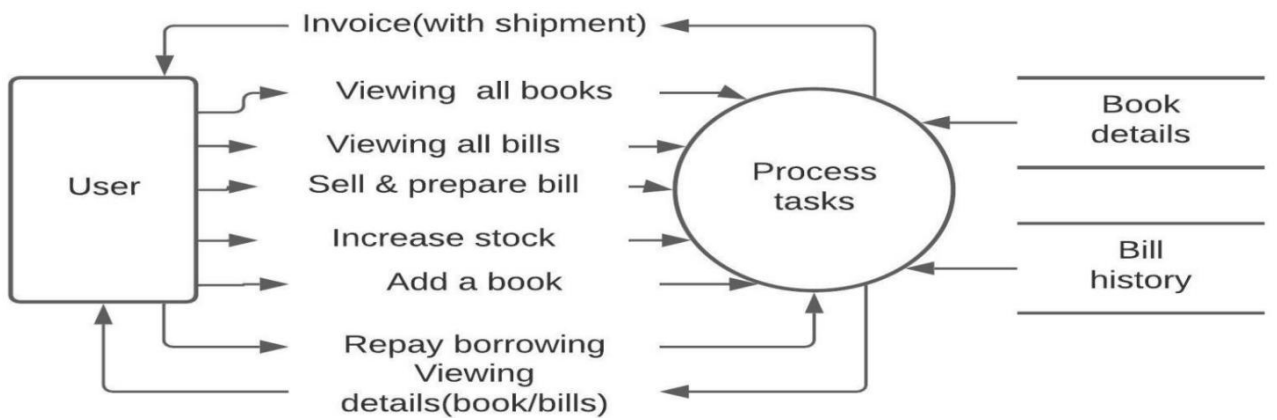 Invoice(with shipment)
Viewing all books
Viewing all bills
Sell & prepare bill
Increase stock
Add a book
Repay borrowing
Viewing
details(book/bills)
User
Process
tasks
Book
details
Bill
history